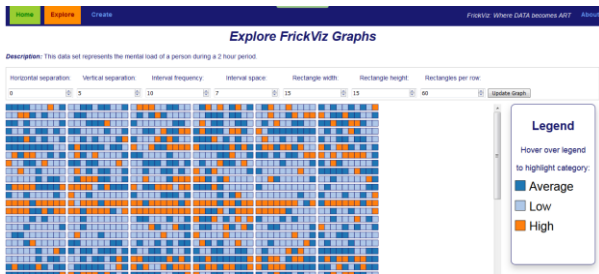 Home Explore Create FrickViz: Where DATA becomes ART About
Explore FrickViz Graphs
Description: This data set represents the mental load of a person during a 2 hour period.
Horizontal separation: Vertical separation: Interval frequency: Interval space: Rectangle width: Rectangle height: Rectangles per row:
0 5 10 7 15 15 60 Update Graph
Legend
Hover over legend
to highlight category:
Average
Low
High